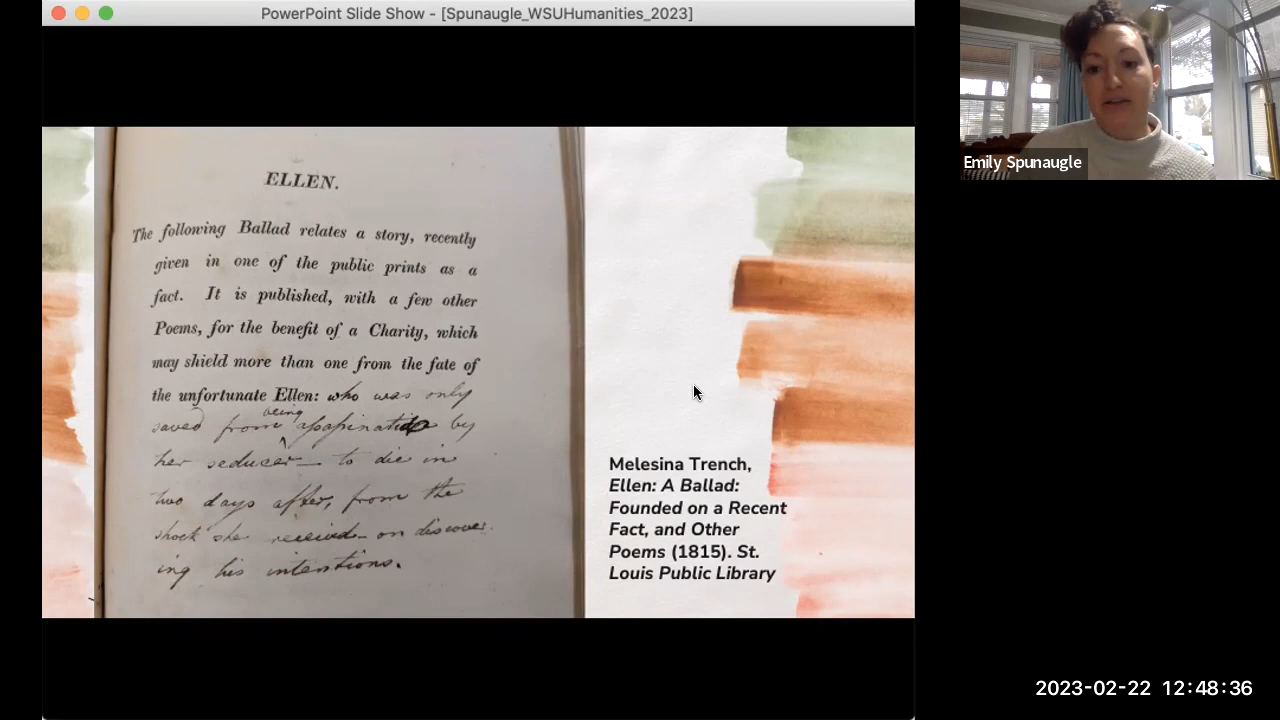 PowerPoint Slide Show - [Spunaugle_WSUHumanities_2023]
Emily Spunaugle
ELLEN.
The following Ballad relates a story, recently
given in one of the public prints as a
fact. It is published, with a few other
Poems, for the benefit of a Charity, which
may shield more than one from the fate of
the unfortunate Ellen: who was only
being
saved from by
her seducer — to die in
two days after, from the
shock she received on discover
ing his intentions.
Melesina Trench,
Ellen: A Ballad:
Founded on a Recent
Fact, and Other
Poems (1815). St.
Louis Public Library
2023-02-22 12:48:36